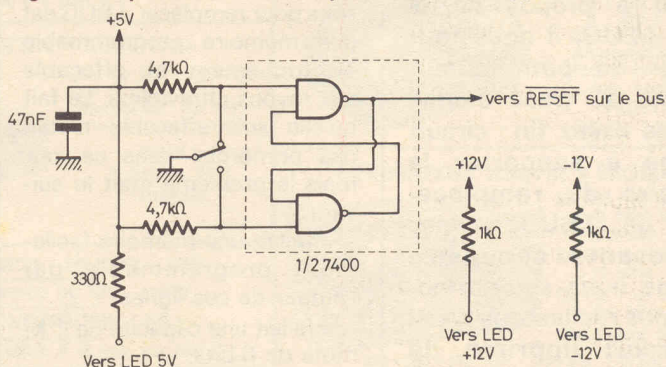 +5V
4,7kΩ
47nF
vers RESET sur le bus
4,7kΩ
1/2 7400
330Ω
Vers LED 5V
+12V
-12V
1kΩ
1kΩ
Vers LED
+12V
Vers LED
-12V